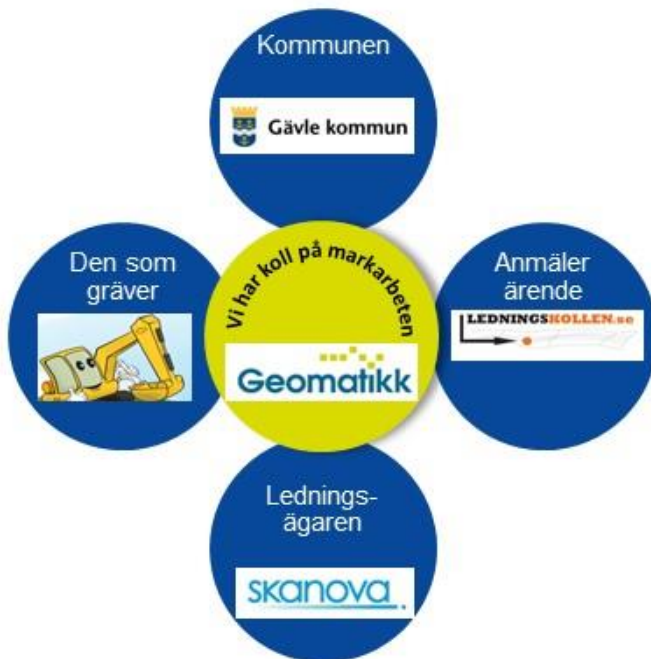 Kommunen
Gävle kommun
Den som
gräver
Vi har koll på markarbeten
Geomatikk
Anmäler
ärende
LEDNINGSKOLLEN.se
Lednings-
ägaren
skanova